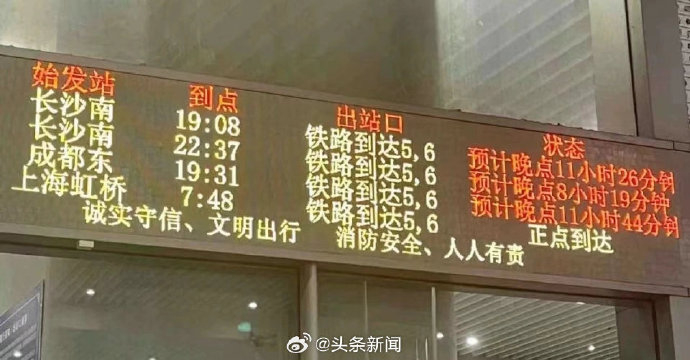 始发站 到点 出站口 状态
长沙南 19:08 铁路到达5,6 预计晚点11小时26分钟
长沙南 22:37 铁路到达5,6 预计晚点8小时19分钟
成都东 19:31 铁路到达5,6 预计晚点11小时44分钟
上海虹桥 7:48 铁路到达5,6 正点到达
诚实守信、文明出行 消防安全、人人有责
@头条新闻